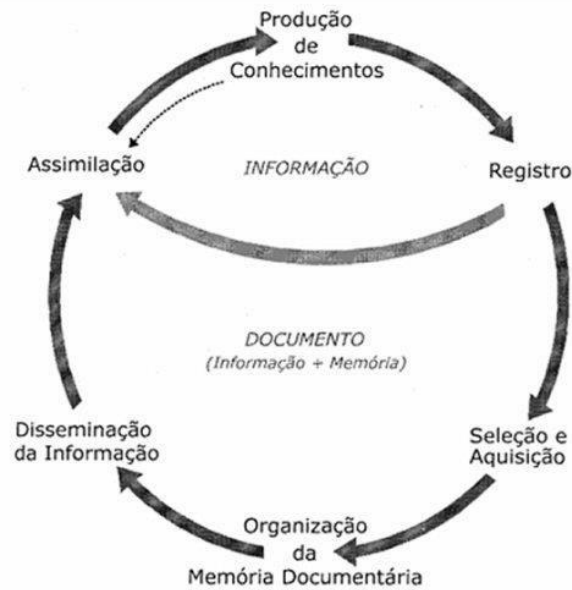 Produção
de
Conhecimentos
Assimilação
INFORMAÇÃO
Registro
DOCUMENTO
(Informação + Memória)
Disseminação
da Informação
Seleção e
Aquisição
Organização
da
Memória Documentária